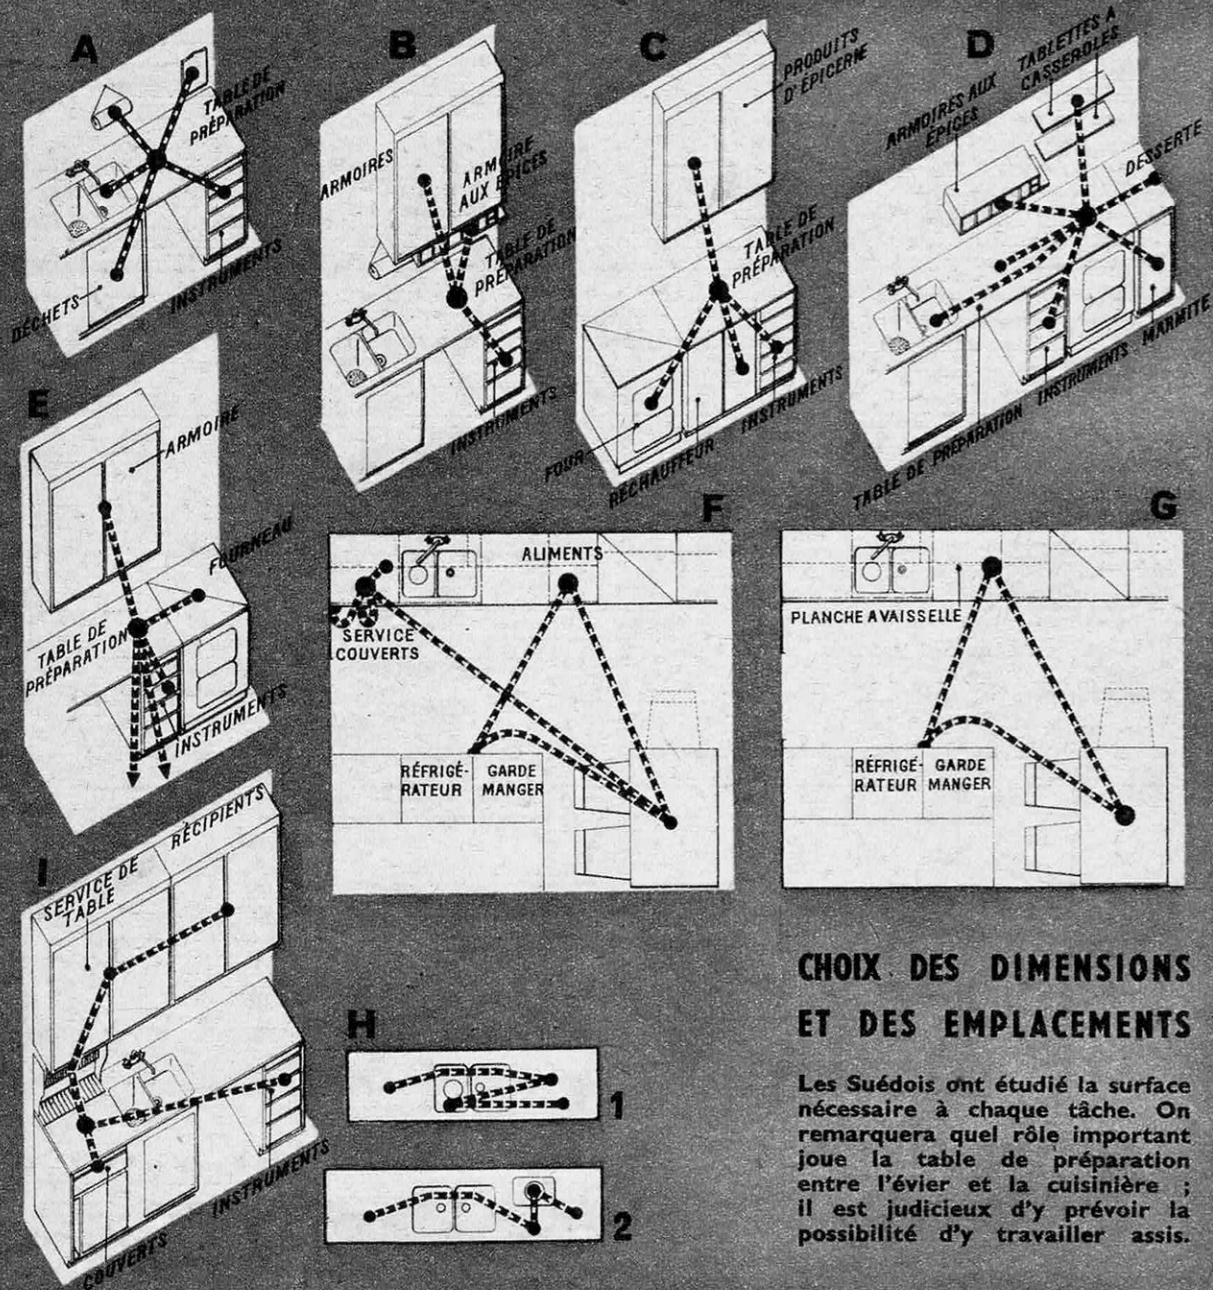 A
TABLE DE
PRÉPARATION
DÉCHETS
INSTRUMENTS
B
ARMOIRES
ARMOIRE
AUX ÉPICES
TABLE DE
PRÉPARATION
INSTRUMENTS
C
PRODUITS
D'ÉPICERIE
TABLE DE
PRÉPARATION
FOUR
RÉCHAUFFEUR
INSTRUMENTS
D
TABLETTES A
CASSEROLES
ARMOIRES AUX
ÉPICES
DESSERTE
TABLE DE PRÉPARATION
INSTRUMENTS
MARMITE
E
ARMOIRE
FOURNEAU
TABLE DE
PRÉPARATION
INSTRUMENTS
F
ALIMENTS
SERVICE
COUVERTS
RÉFRIGÉ-
RATEUR
GARDE
MANGER
G
PLANCHE A VAISSELLE
RÉFRIGÉ-
RATEUR
GARDE
MANGER
I
SERVICE DE
TABLE
RÉCIPIENTS
COUVERTS
INSTRUMENTS
H
1
2
CHOIX DES DIMENSIONS
ET DES EMPLACEMENTS
Les Suédois ont étudié la surface
nécessaire à chaque tâche. On
remarquera quel rôle important
joue la table de préparation
entre l'évier et la cuisinière ;
il est judicieux d'y prévoir la
possibilité d'y travailler assis.